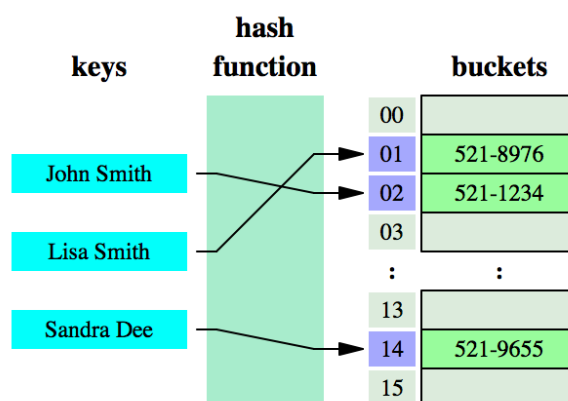 hash
keys function buckets
00
01 521-8976
John Smith 02 521-1234
Lisa Smith 03
: :
13
Sandra Dee 14 521-9655
15